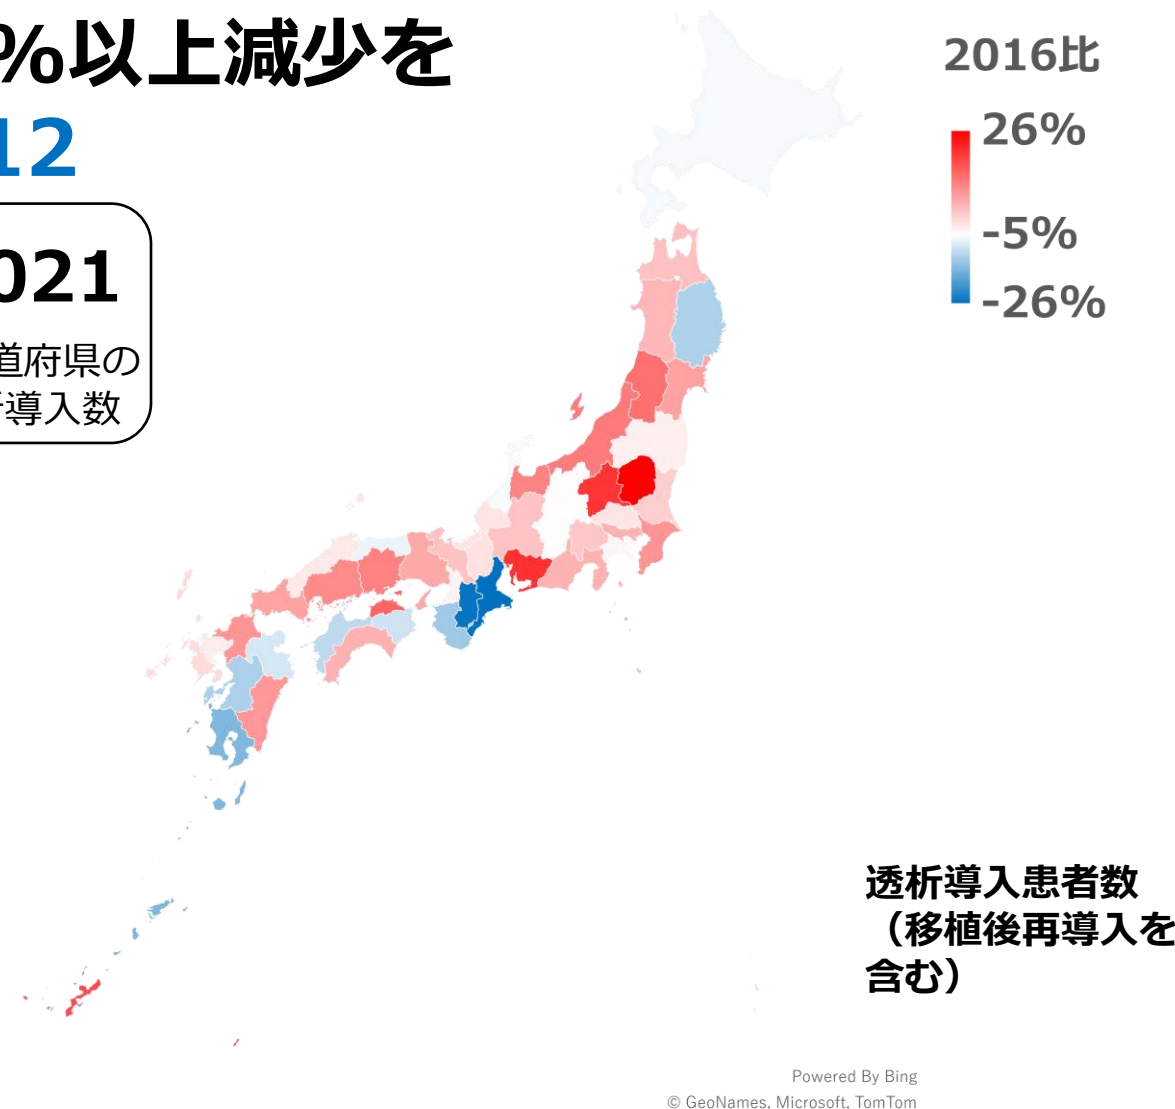 %以上減少を
12
021
道府県の
導入数
2016比
26%
-5%
-26%
透析導入患者数
（移植後再導入を
含む）
Powered By Bing
© GeoNames, Microsoft, TomTom